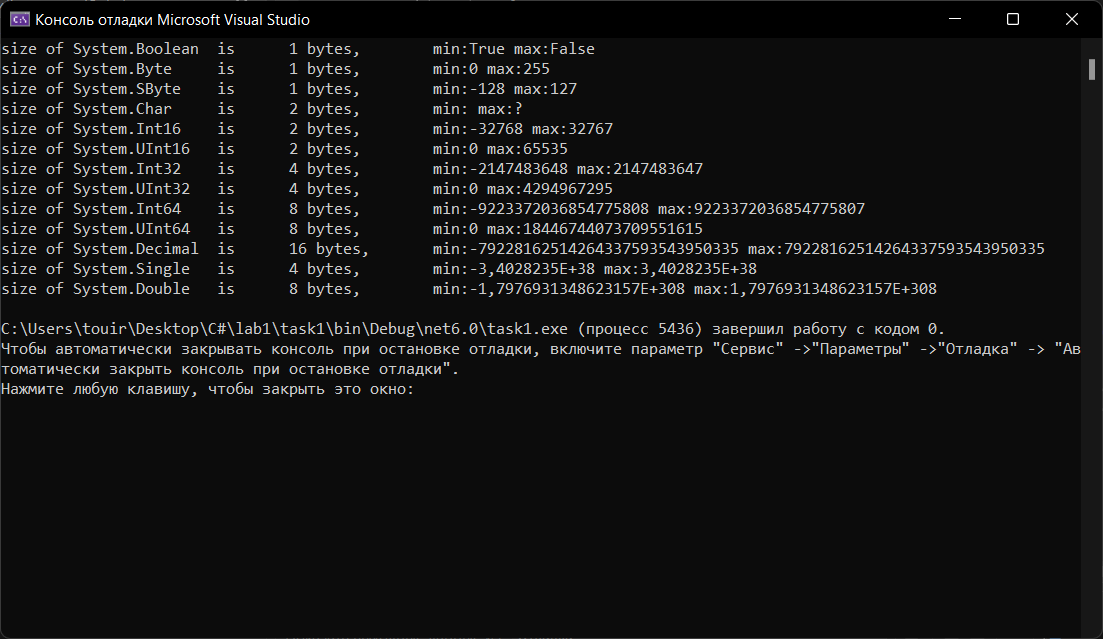 Консоль отладки Microsoft Visual Studio
size of System.Boolean is 1 bytes, min:True max:False
size of System.Byte is 1 bytes, min:0 max:255
size of System.SByte is 1 bytes, min:-128 max:127
size of System.Char is 2 bytes, min: max:?
size of System.Int16 is 2 bytes, min:-32768 max:32767
size of System.UInt16 is 2 bytes, min:0 max:65535
size of System.Int32 is 4 bytes, min:-2147483648 max:2147483647
size of System.UInt32 is 4 bytes, min:0 max:4294967295
size of System.Int64 is 8 bytes, min:-9223372036854775808 max:9223372036854775807
size of System.UInt64 is 8 bytes, min:0 max:18446744073709551615
size of System.Decimal is 16 bytes, min:-79228162514264337593543950335 max:79228162514264337593543950335
size of System.Single is 4 bytes, min:-3,4028235E+38 max:3,4028235E+38
size of System.Double is 8 bytes, min:-1,7976931348623157E+308 max:1,7976931348623157E+308
C:\Users\touir\Desktop\C#\lab1\task1\bin\Debug\net6.0\task1.exe (процесс 5436) завершил работу с кодом 0.
Чтобы автоматически закрывать консоль при остановке отладки, включите параметр "Сервис" ->"Параметры" ->"Отладка" -> "Ав
томатически закрыть консоль при остановке отладки".
Нажмите любую клавишу, чтобы закрыть это окно: